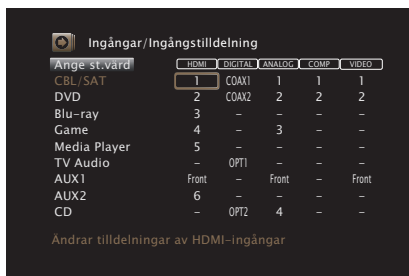 Ingångar/Ingångstilldelning
Ange st.värd HDMI DIGITAL ANALOG COMP VIDEO
CBL/SAT 1 COAX1 1 1 1
DVD 2 COAX2 2 2 2
Blu-ray 3 – – – –
Game 4 – 3 – –
Media Player 5 – – – –
TV Audio – OPT1 – – –
AUX1 Front – Front – Front
AUX2 6 – – – –
CD – OPT2 4 – –
Ändrar tilldelningar av HDMI-ingångar